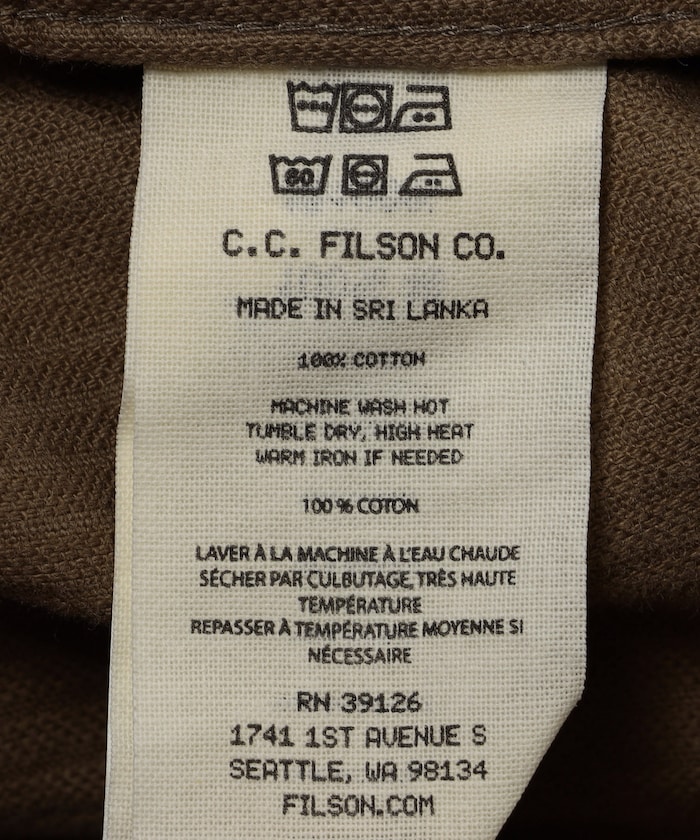 60
C.C. FILSON CO.
MADE IN SRI LANKA
100% COTTON
MACHINE WASH HOT
TUMBLE DRY, HIGH HEAT
WARM IRON IF NEEDED
100 % COTON
LAVER À LA MACHINE À L'EAU CHAUDE
SÉCHER PAR CULBUTAGE, TRÈS HAUTE
TEMPÉRATURE
REPASSER À TEMPÉRATURE MOYENNE SI
NÉCESSAIRE
RN 39126
1741 1ST AVENUE S
SEATTLE, WA 98134
FILSON.COM